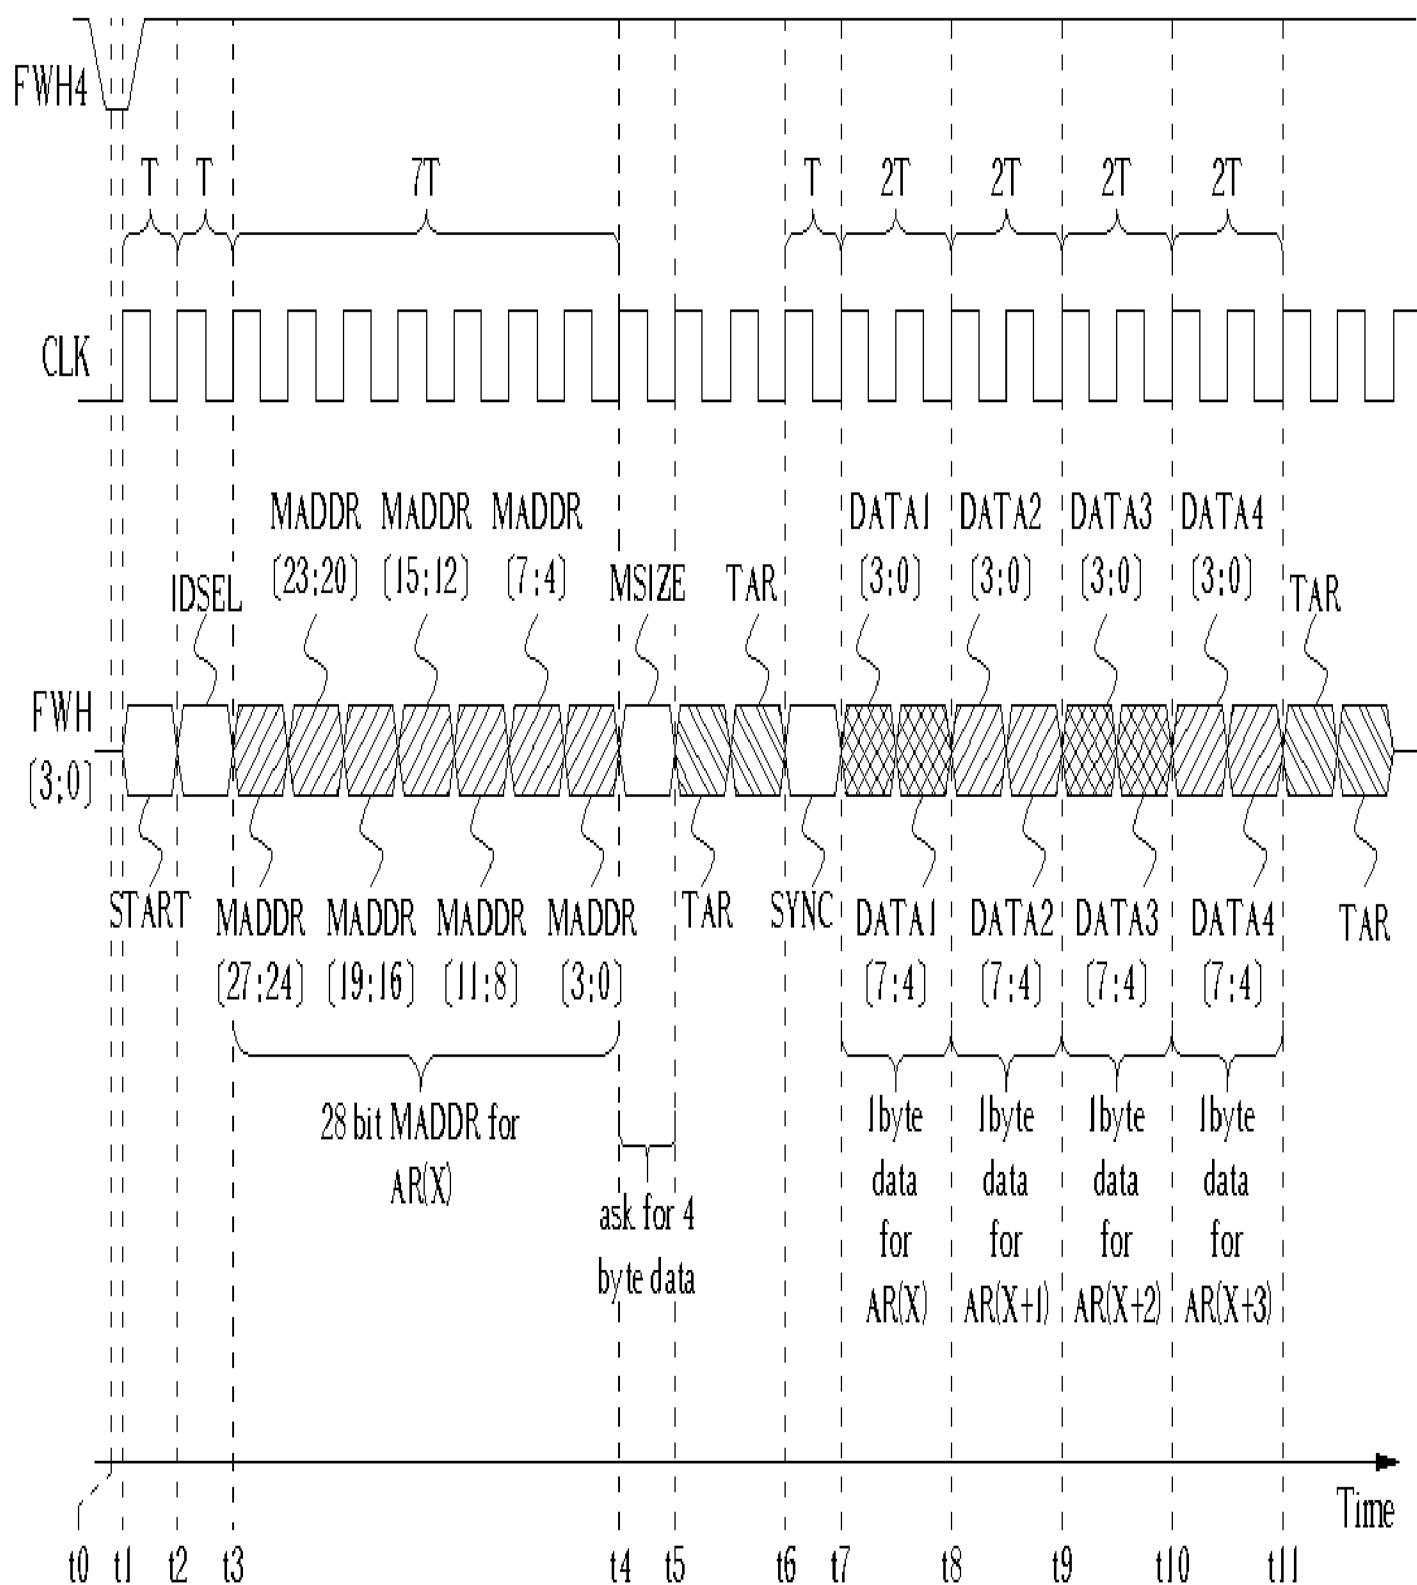 FWH4
T
T
7T
T
2T
2T
2T
2T
CLK
MADDR
(23:20)
MADDR
(15:12)
MADDR
(7:4)
DATA1
(3:0)
DATA2
(3:0)
DATA3
(3:0)
DATA4
(3:0)
IDSEL
MSIZE
TAR
TAR
FWH
(3:0)
START
MADDR
(27:24)
MADDR
(19:16)
MADDR
(11:8)
MADDR
(3:0)
TAR
SYNC
DATA1
(7:4)
DATA2
(7:4)
DATA3
(7:4)
DATA4
(7:4)
TAR
28 bit MADDR for
AR(X)
ask for 4
byte data
1byte
data
for
AR(X)
1byte
data
for
AR(X+1)
1byte
data
for
AR(X+2)
1byte
data
for
AR(X+3)
Time
t0
t1
t2
t3
t4
t5
t6
t7
t8
t9
t10
t11